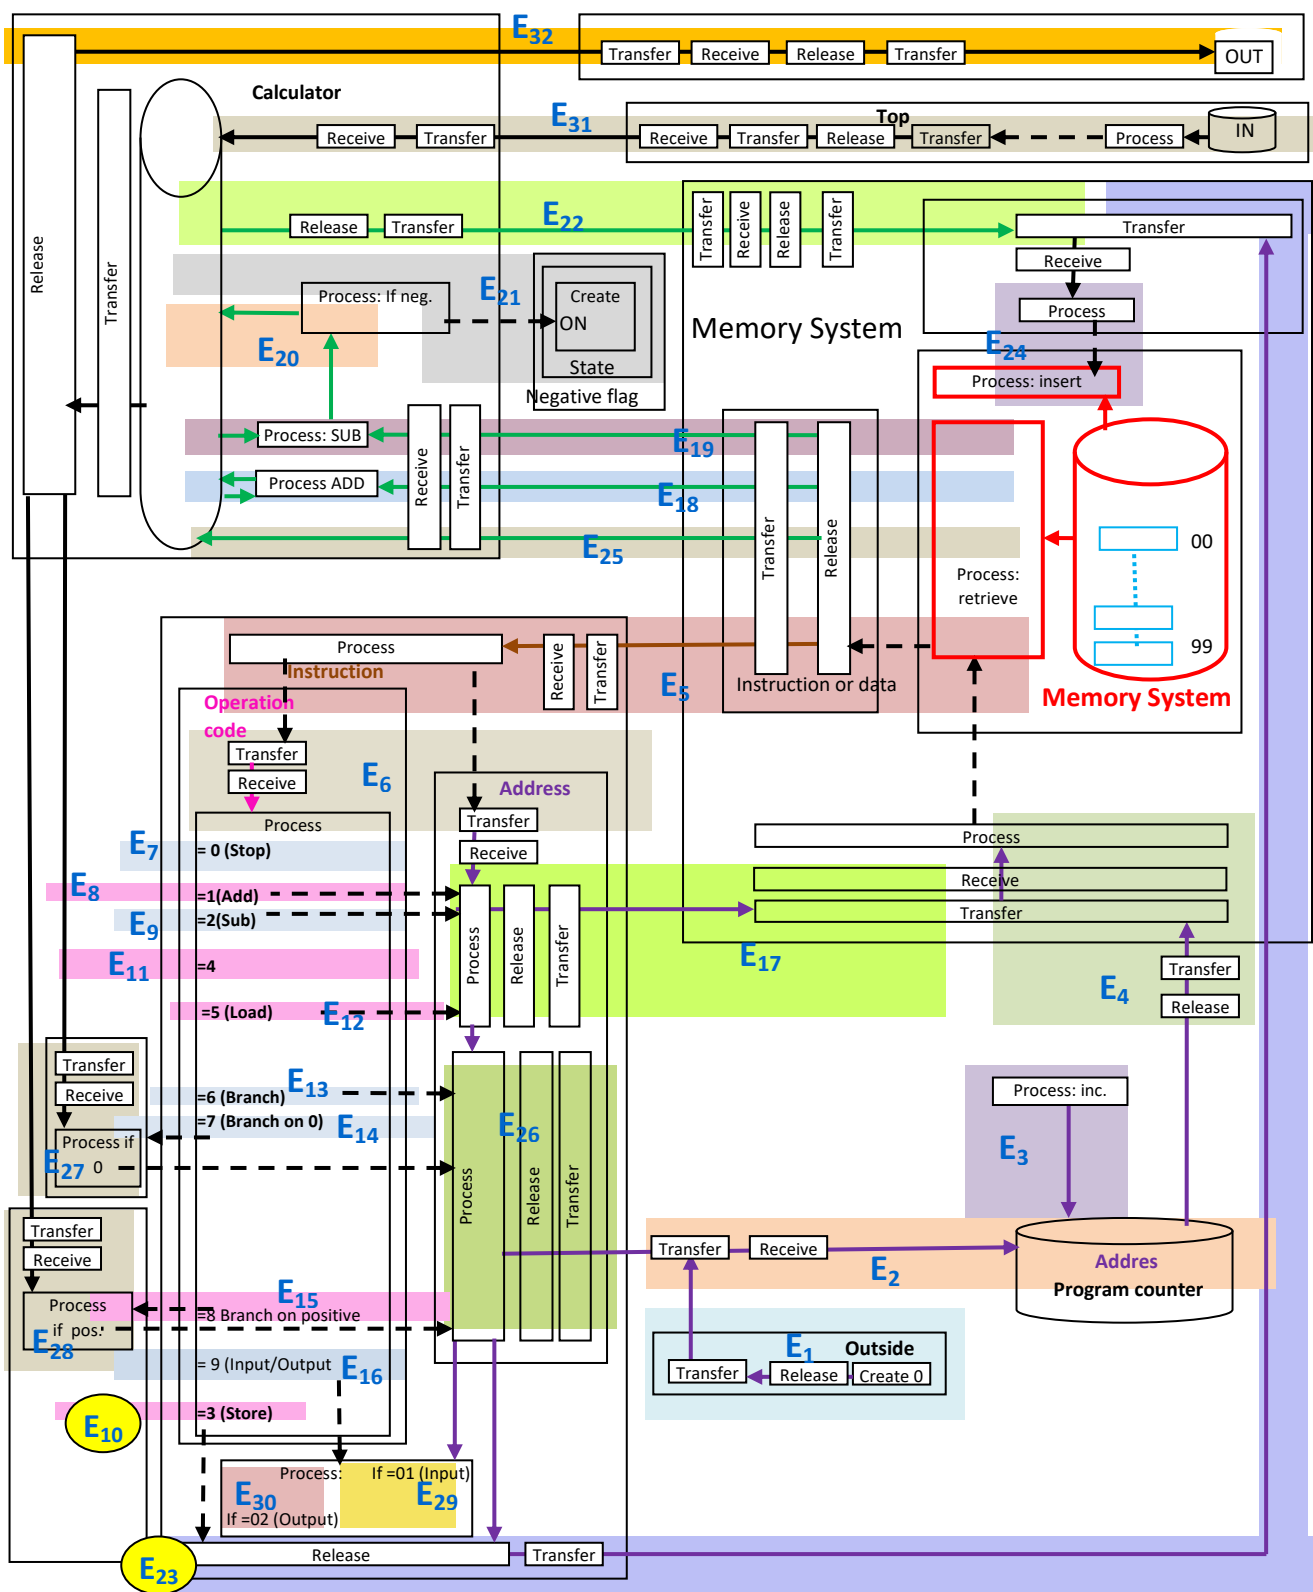 E32
Transfer
Receive
Release
Transfer
OUT
Calculator
E31
Top
Receive
Transfer
Receive
Transfer
Release
Transfer
Process
IN
Release
Transfer
Release
Transfer
E22
Transfer
Receive
Release
Transfer
Transfer
Receive
Process
Process: If neg.
E21
Create
ON
State
Negative flag
Memory System
E20
E24
Process: insert
Process: SUB
E19
Process ADD
E18
Receive
Transfer
E25
Transfer
Release
Process:
retrieve
00
99
Memory System
Instruction or data
Process
Instruction
Receive
Transfer
E5
Operation
code
Transfer
Receive
E6
Address
Transfer
Receive
Process
E7
= 0 (Stop)
E8
=1(Add)
E9
=2(Sub)
E11
=4
=5 (Load)
E12
Process
Release
Transfer
E17
Process
Receive
Transfer
Transfer
Release
E4
Transfer
Receive
E13
=6 (Branch)
=7 (Branch on 0)
E14
Process if
0
E27
E26
Process
Release
Transfer
Process: inc.
E3
Transfer
Receive
E2
Addres
Program counter
Transfer
Receive
Process
if pos.
E28
E15
=8 Branch on positive
= 9 (Input/Output
E16
E1
Outside
Transfer
Release
Create 0
=3 (Store)
E10
Process:
If =01 (Input)
E30
E29
If =02 (Output)
E23
Release
Transfer